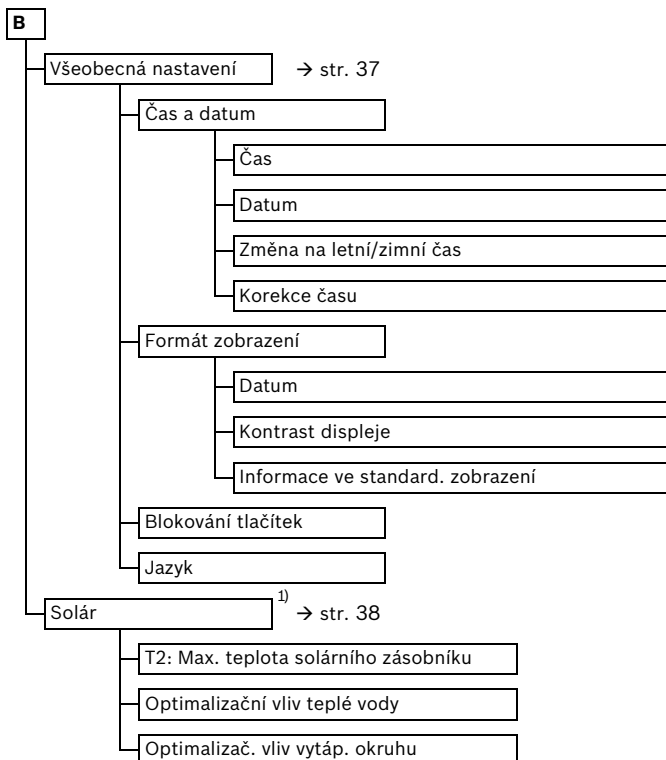 B
Všeobecná nastavení → str. 37
Čas a datum
Čas
Datum
Změna na letní/zimní čas
Korekce času
Formát zobrazení
Datum
Kontrast displeje
Informace ve standard. zobrazení
Blokování tlačítek
Jazyk
Solár 1) → str. 38
T2: Max. teplota solárního zásobníku
Optimalizační vliv teplé vody
Optimalizač. vliv vytáp. okruhu